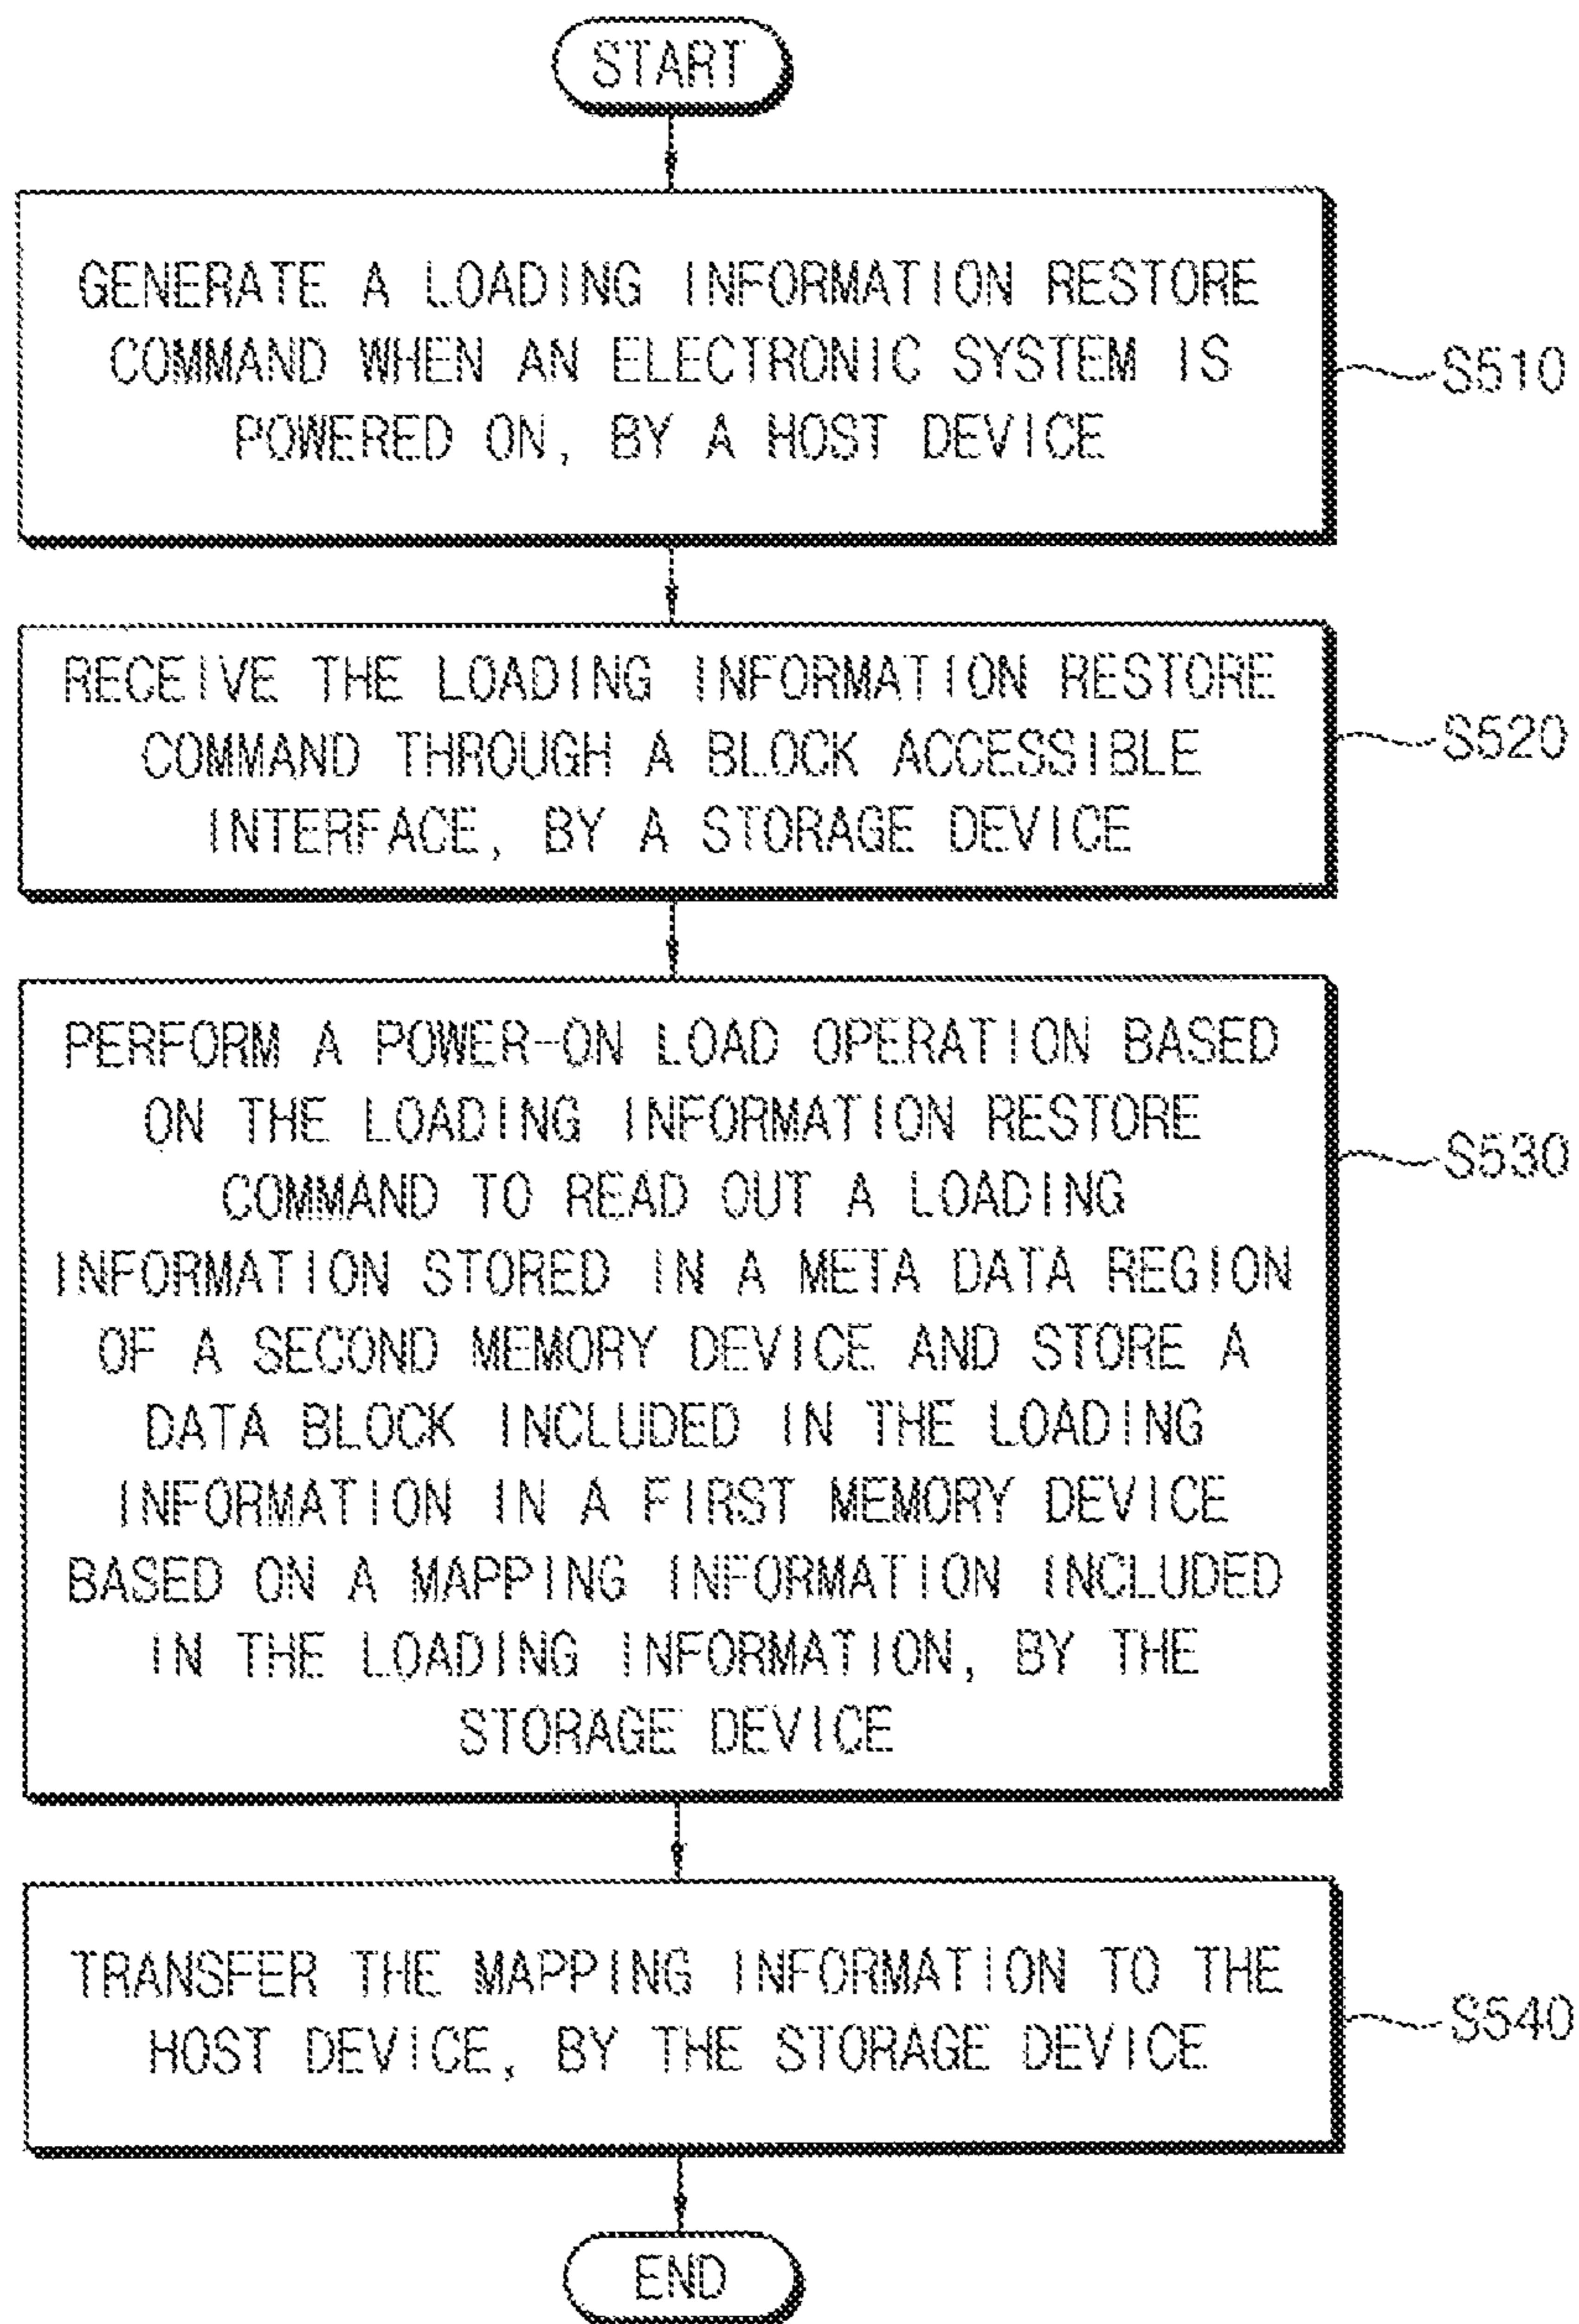 START
GENERATE A LOADING INFORMATION RESTORE
COMMAND WHEN AN ELECTRONIC SYSTEM IS
POWERED ON, BY A HOST DEVICE
S510
RECEIVE THE LOADING INFORMATION RESTORE
COMMAND THROUGH A BLOCK ACCESSIBLE
INTERFACE, BY A STORAGE DEVICE
S520
PERFORM A POWER-ON LOAD OPERATION BASED
ON THE LOADING INFORMATION RESTORE
COMMAND TO READ OUT A LOADING
INFORMATION STORED IN A META DATA REGION
OF A SECOND MEMORY DEVICE AND STORE A
DATA BLOCK INCLUDED IN THE LOADING
INFORMATION IN A FIRST MEMORY DEVICE
BASED ON A MAPPING INFORMATION INCLUDED
IN THE LOADING INFORMATION, BY THE
STORAGE DEVICE
S530
TRANSFER THE MAPPING INFORMATION TO THE
HOST DEVICE, BY THE STORAGE DEVICE
S540
END